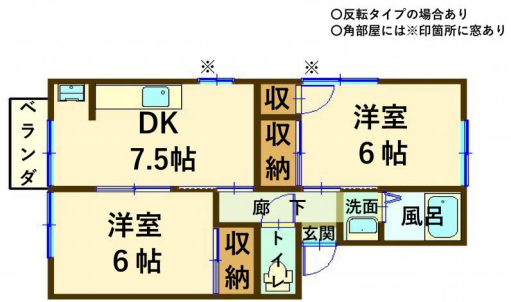 ○反転タイプの場合あり
○角部屋には※印箇所に窓あり
※
※
ベランダ
DK
7.5帖
収
収納
洋室
6帖
洋室
6帖
収納
廊下
トイレ
玄関
洗面
風呂